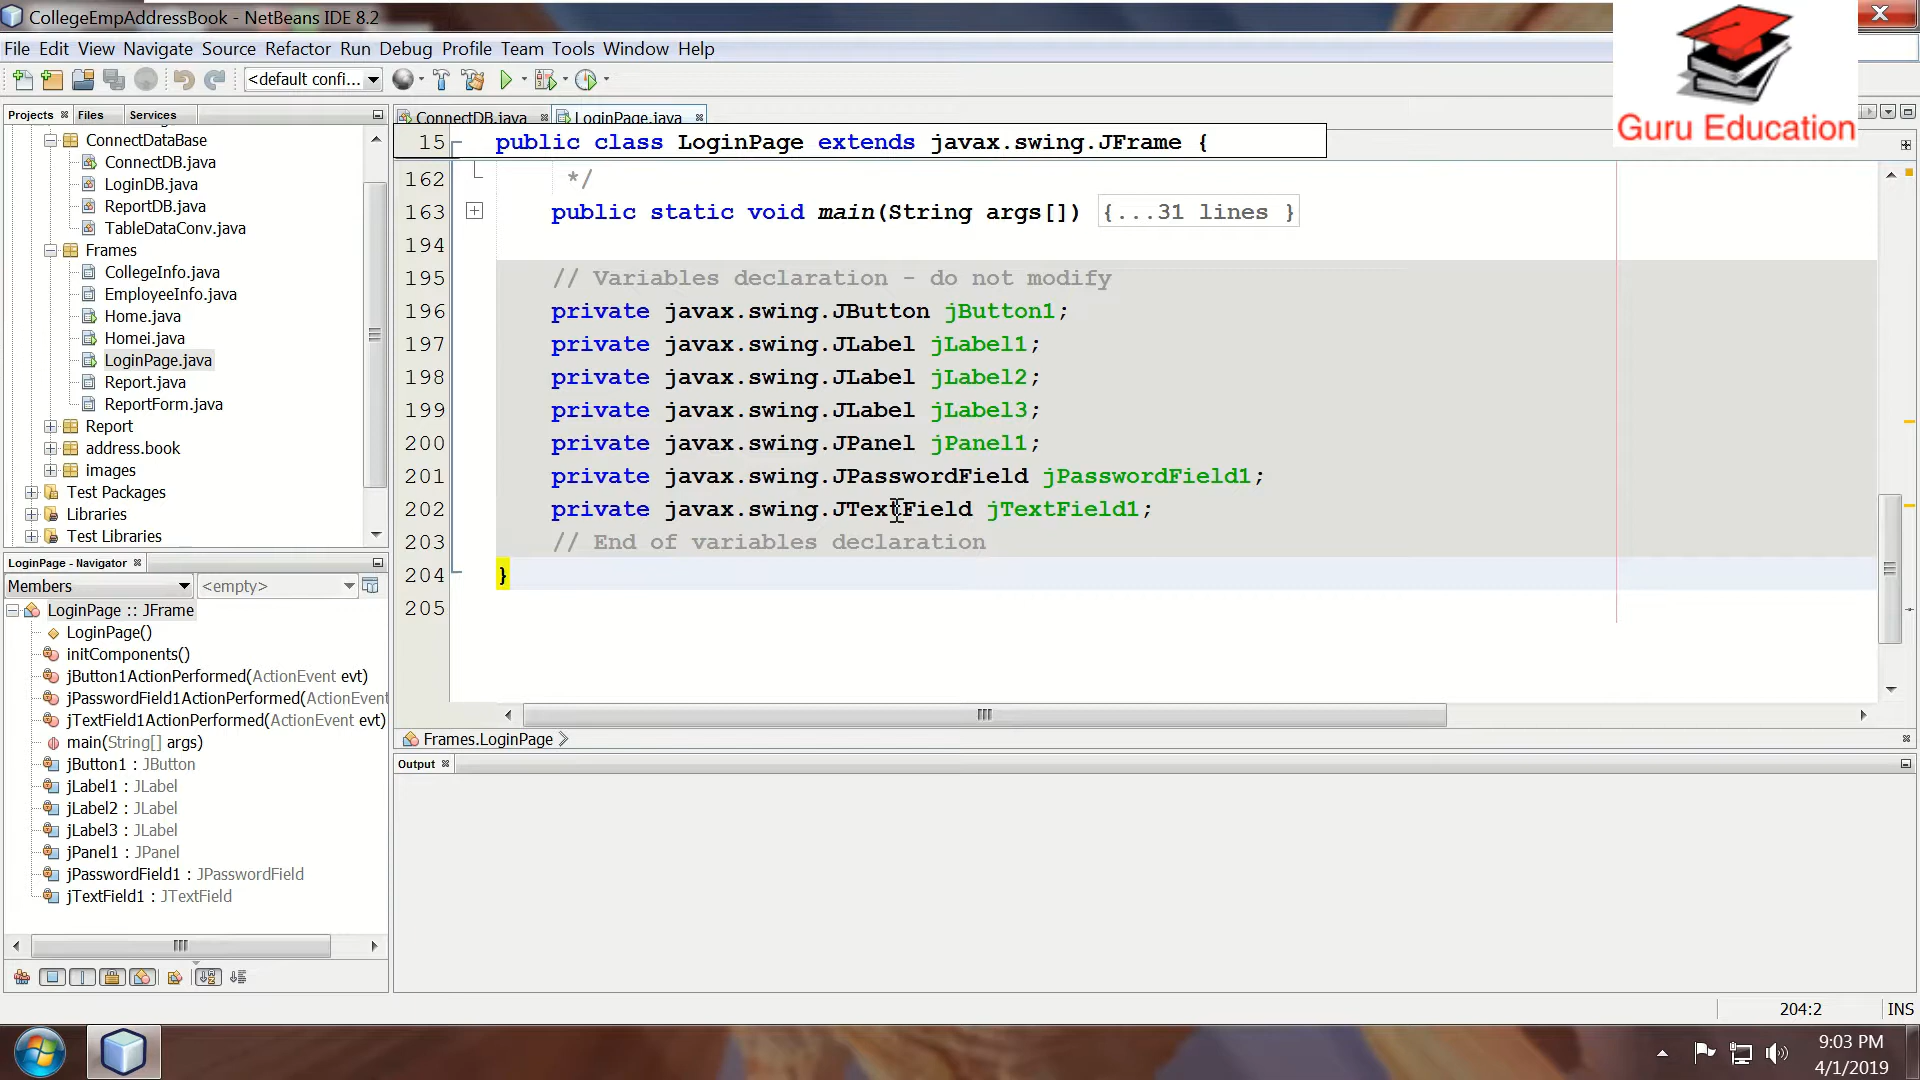 CollegeEmpAddressBook - NetBeans IDE 8.2
File Edit View Navigate Source Refactor Run Debug Profile Team Tools Window Help
<default confi...
Guru Education
Projects Files Services
ConnectDB.java LoginPage.java
15 public class LoginPage extends javax.swing.JFrame {
162 */
163 public static void main(String args[]) {...31 lines }
194
195 // Variables declaration - do not modify
196 private javax.swing.JButton jButton1;
197 private javax.swing.JLabel jLabel1;
198 private javax.swing.JLabel jLabel2;
199 private javax.swing.JLabel jLabel3;
200 private javax.swing.JPanel jPanel1;
201 private javax.swing.JPasswordField jPasswordField1;
202 private javax.swing.JTextField jTextField1;
203 // End of variables declaration
204 }
205
ConnectDataBase
ConnectDB.java
LoginDB.java
ReportDB.java
TableDataConv.java
Frames
CollegeInfo.java
EmployeeInfo.java
Home.java
Homei.java
LoginPage.java
Report.java
ReportForm.java
Report
address.book
images
Test Packages
Libraries
Test Libraries
LoginPage - Navigator
Members <empty>
LoginPage :: JFrame
LoginPage()
initComponents()
jButton1ActionPerformed(ActionEvent evt)
jPasswordField1ActionPerformed(ActionEvent
jTextField1ActionPerformed(ActionEvent evt)
main(String[] args)
jButton1 : JButton
jLabel1 : JLabel
jLabel2 : JLabel
jLabel3 : JLabel
jPanel1 : JPanel
jPasswordField1 : JPasswordField
jTextField1 : JTextField
Frames.LoginPage
Output
204:2 INS
9:03 PM
4/1/2019